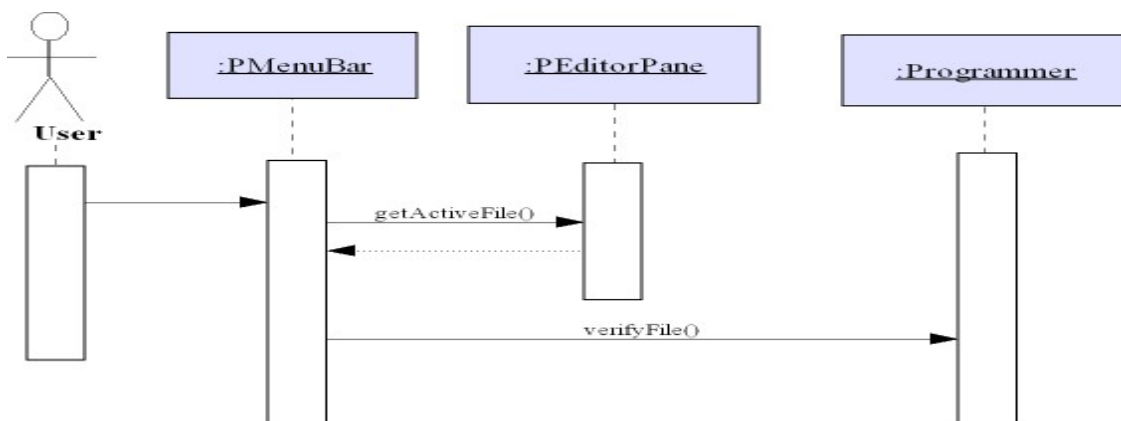 :PMenuBar
:PEditorPane
:Programmer
User
getActiveFile()
verifyFile()